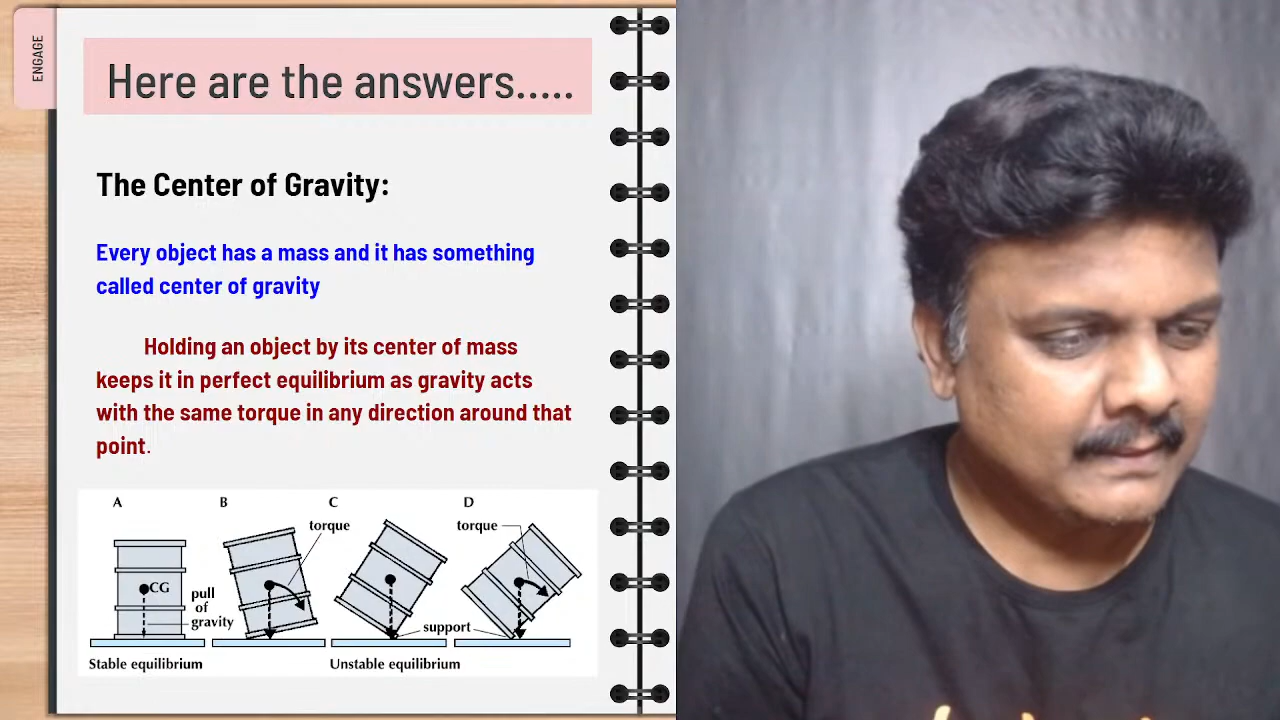 ENGAGE
Here are the answers.....
The Center of Gravity:
Every object has a mass and it has something
called center of gravity
Holding an object by its center of mass
keeps it in perfect equilibrium as gravity acts
with the same torque in any direction around that
point.
A B C D
torque torque
CG
pull
of
gravity
support
Stable equilibrium Unstable equilibrium